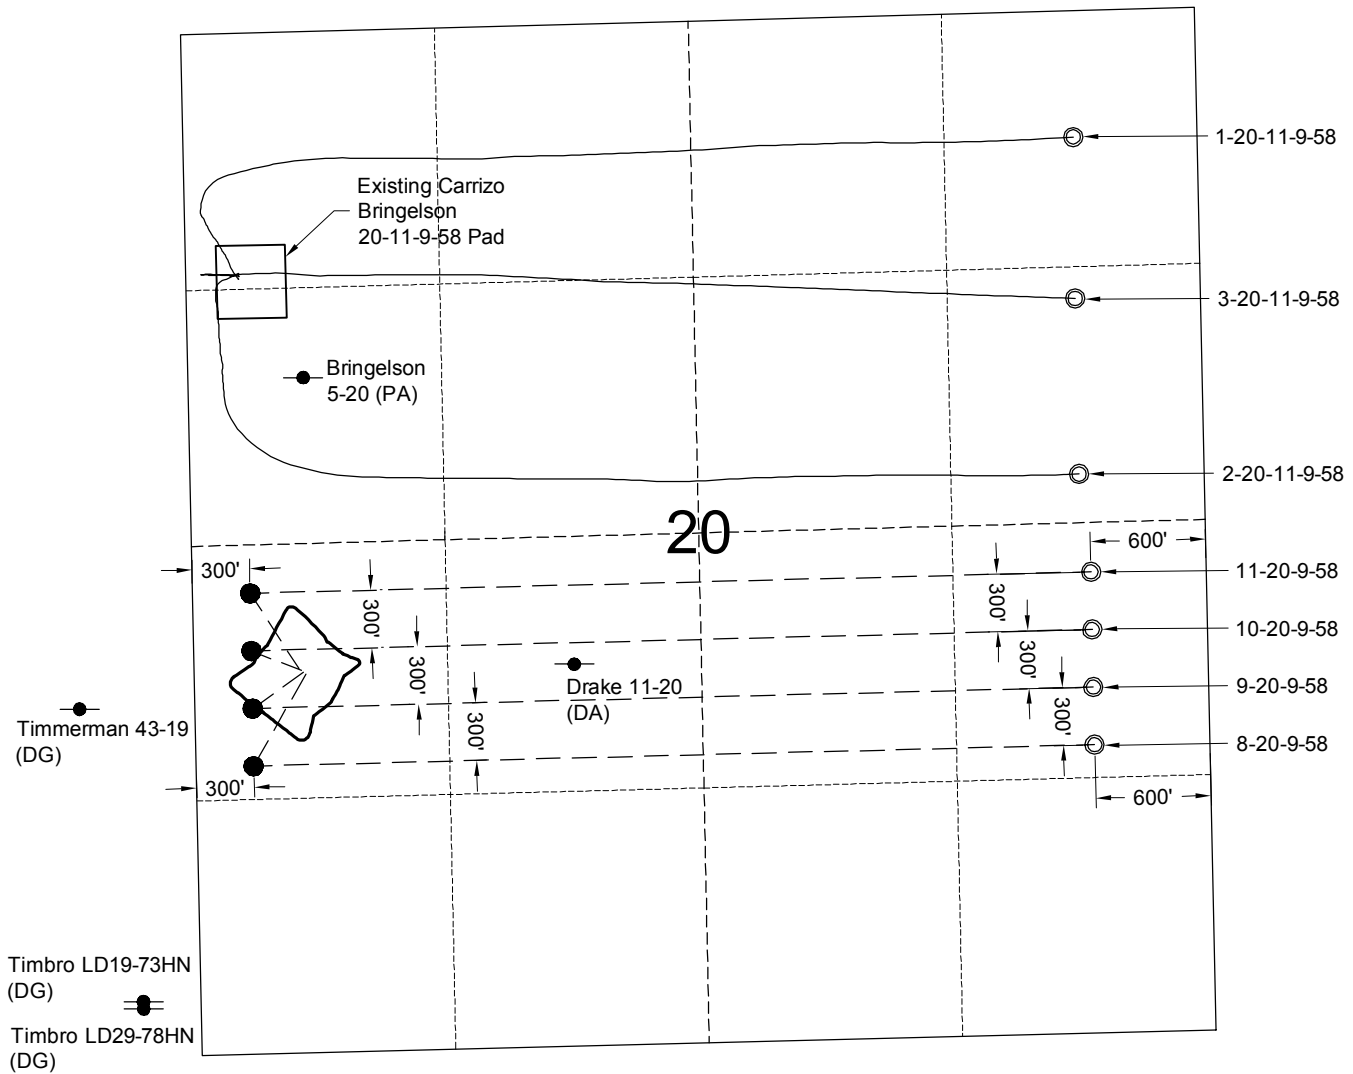 1-20-11-9-58
Existing Carrizo
Bringelson
20-11-9-58 Pad
3-20-11-9-58
Bringelson
5-20 (PA)
2-20-11-9-58
20
600'
300'
11-20-9-58
300'
300'
10-20-9-58
300'
300'
Drake 11-20
(DA)
9-20-9-58
Timmerman 43-19
(DG)
300'
300'
8-20-9-58
300'
600'
Timbro LD19-73HN
(DG)
Timbro LD29-78HN
(DG)